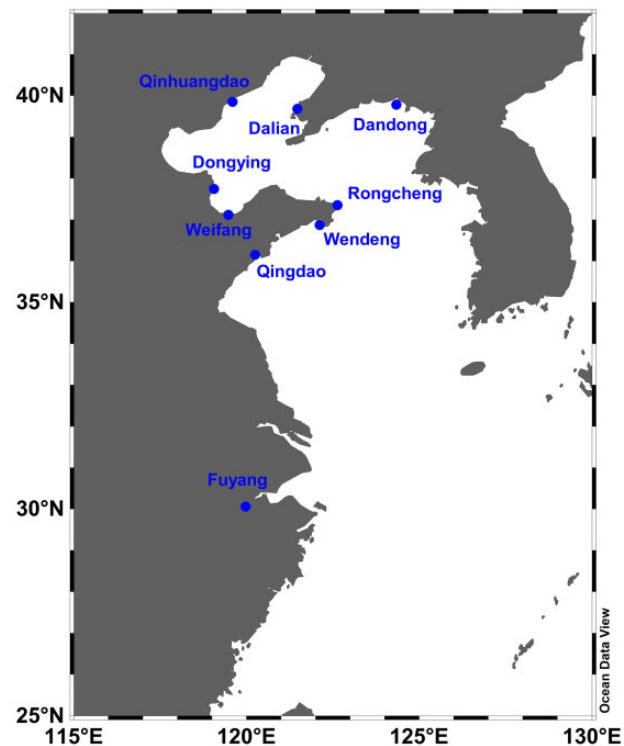 40°N
35°N
30°N
25°N
Qinhuangdao
Dalian
Dandong
Dongying
Rongcheng
Weifang
Wendeng
Qingdao
Fuyang
115°E
120°E
125°E
130°E
Ocean Data View